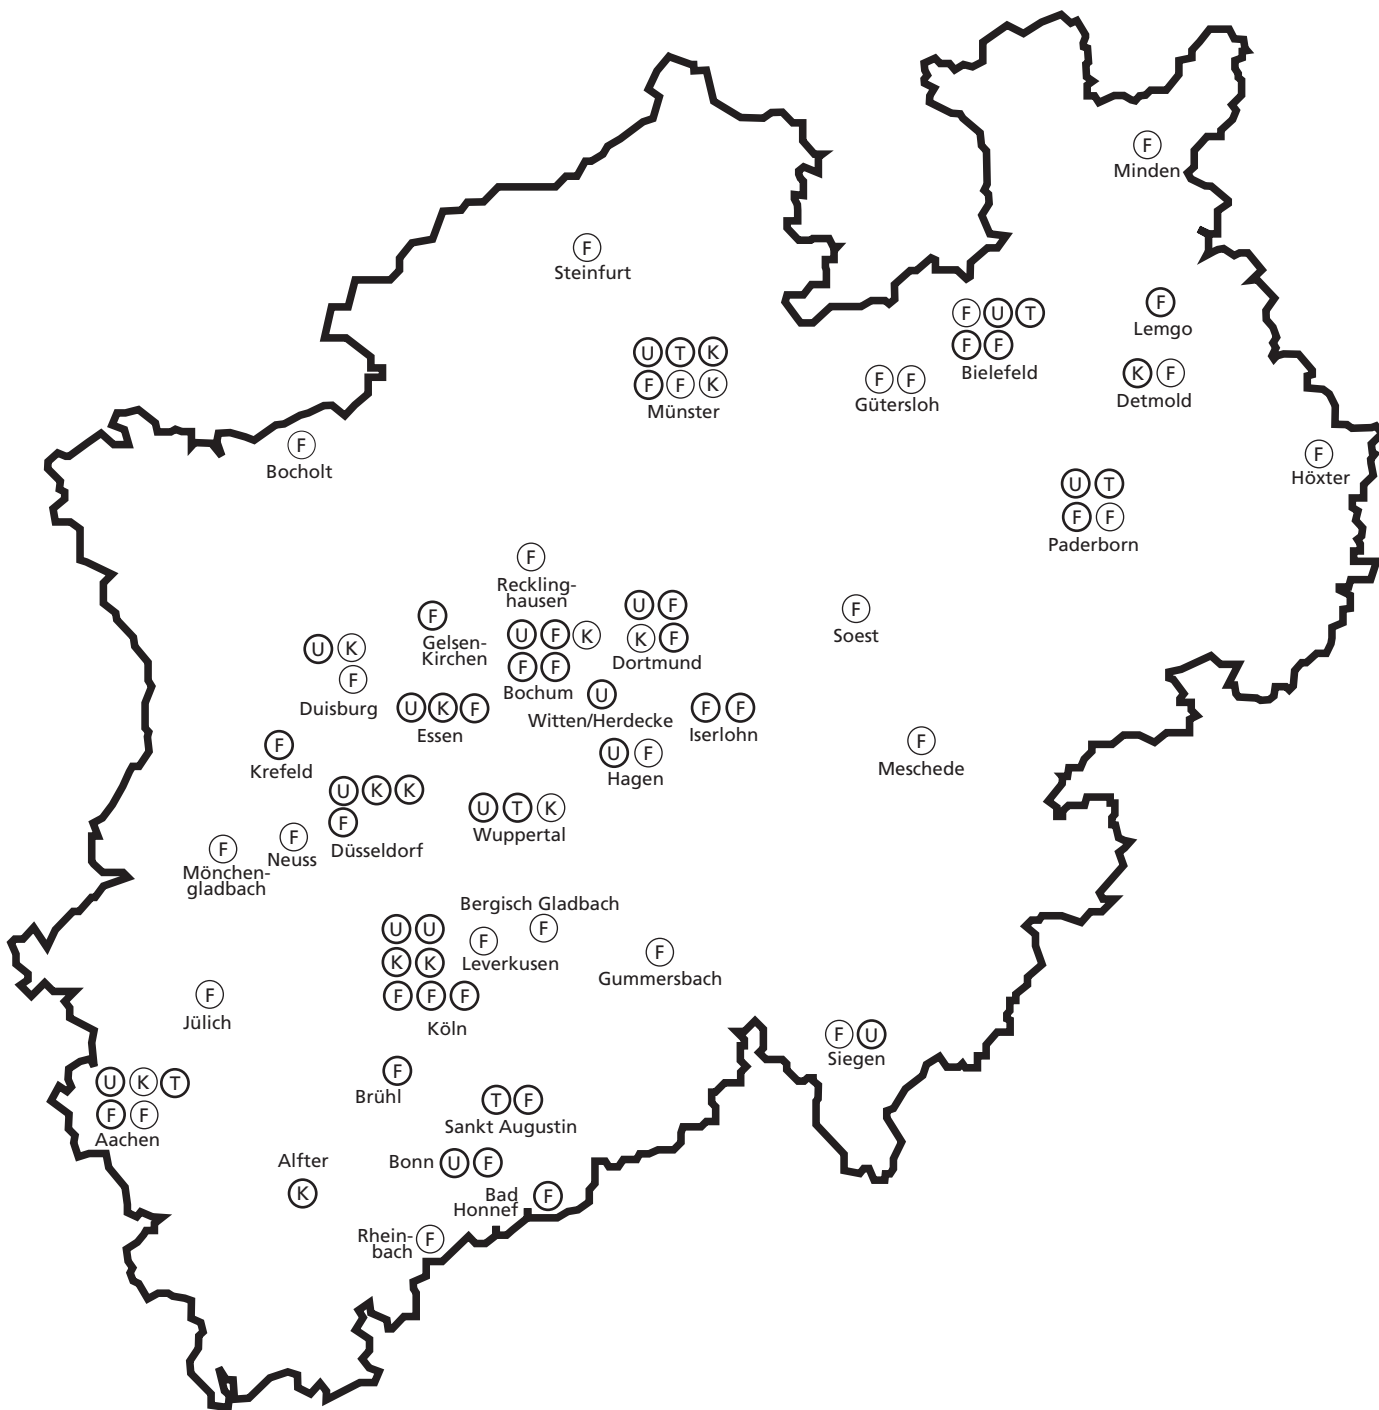 F
Minden
F
Steinfurt
F
Lemgo
F U T
F F
Bielefeld
U T K
F F K
Münster
F F
Gütersloh
K F
Detmold
F
Bocholt
F
Höxter
U T
F F
Paderborn
F
Reckling-
hausen
F
Gelsen-
Kirchen
U F K
F F
Bochum
U F
K F
Dortmund
F
Soest
U K
F
Duisburg
U K F
Essen
U
Witten/Herdecke
F F
Iserlohn
F
Krefeld
U F
Hagen
F
Meschede
U K K
F
Düsseldorf
U T K
Wuppertal
F
Neuss
F
Mönchen-
gladbach
Bergisch Gladbach
F
F
Leverkusen
U U
K K
F F F
Köln
F
Gummersbach
F
Jülich
F U
Siegen
F
Brühl
U K T
F F
Aachen
T F
Sankt Augustin
Alfter
K
Bonn U F
Bad F
Honnef
Rhein- F
bach